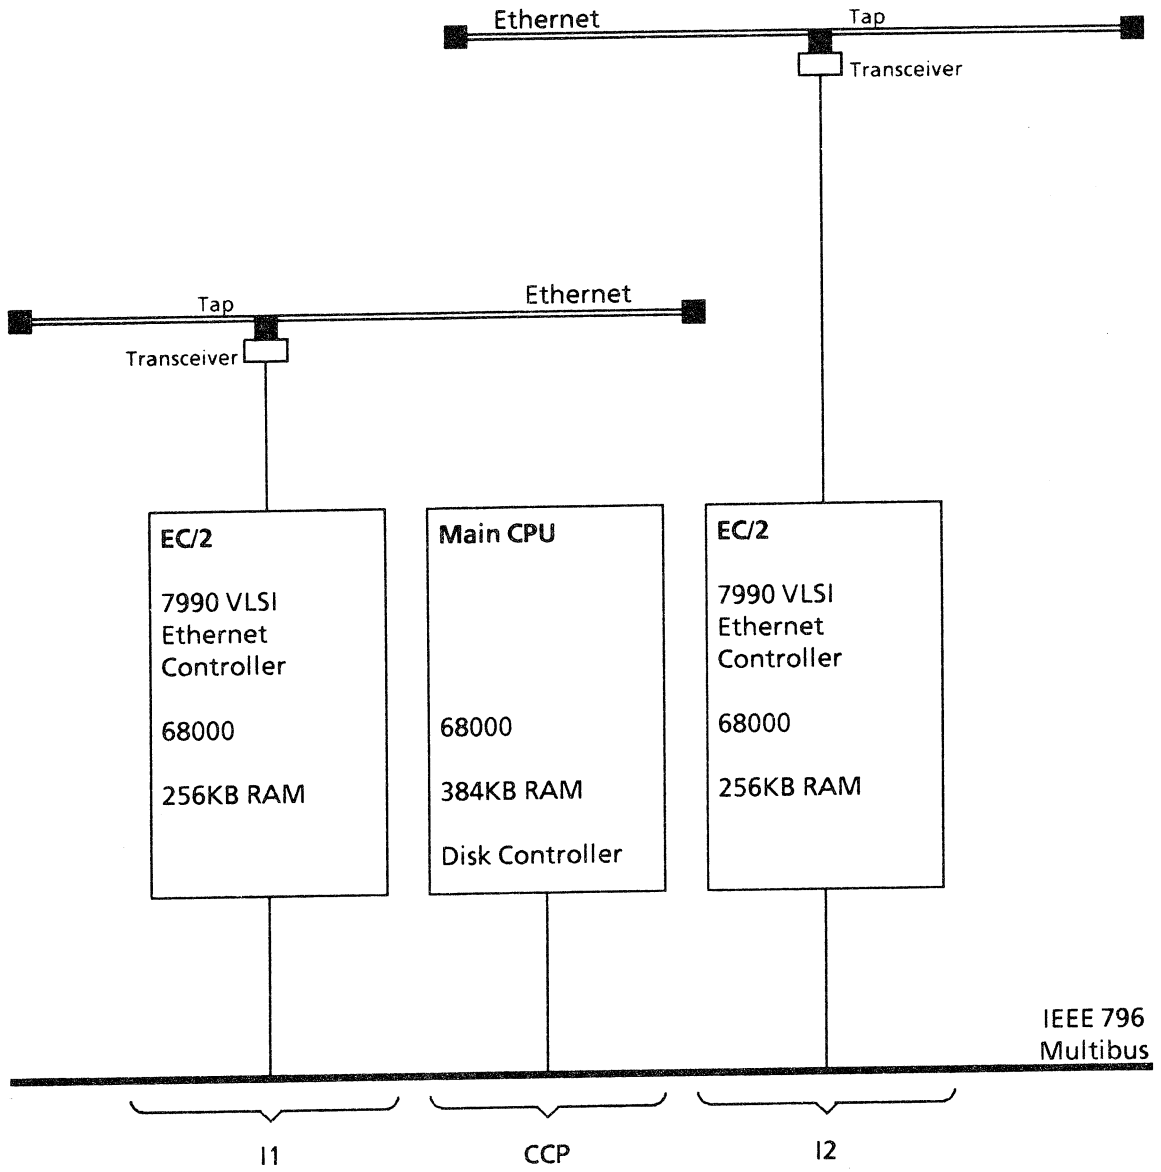 Ethernet
Tap
Transceiver
Tap
Ethernet
Transceiver
EC/2
7990 VLSI
Ethernet
Controller
68000
256KB RAM
Main CPU
68000
384KB RAM
Disk Controller
EC/2
7990 VLSI
Ethernet
Controller
68000
256KB RAM
IEEE 796
Multibus
I1
CCP
I2